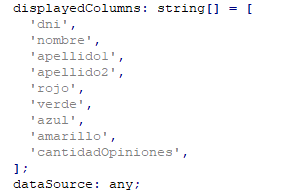 displayedColumns: string[] = [
'dni',
'nombre',
'apellido1',
'apellido2',
'rojo',
'verde',
'azul',
'amarillo',
'cantidadOpiniones',
];
dataSource: any;